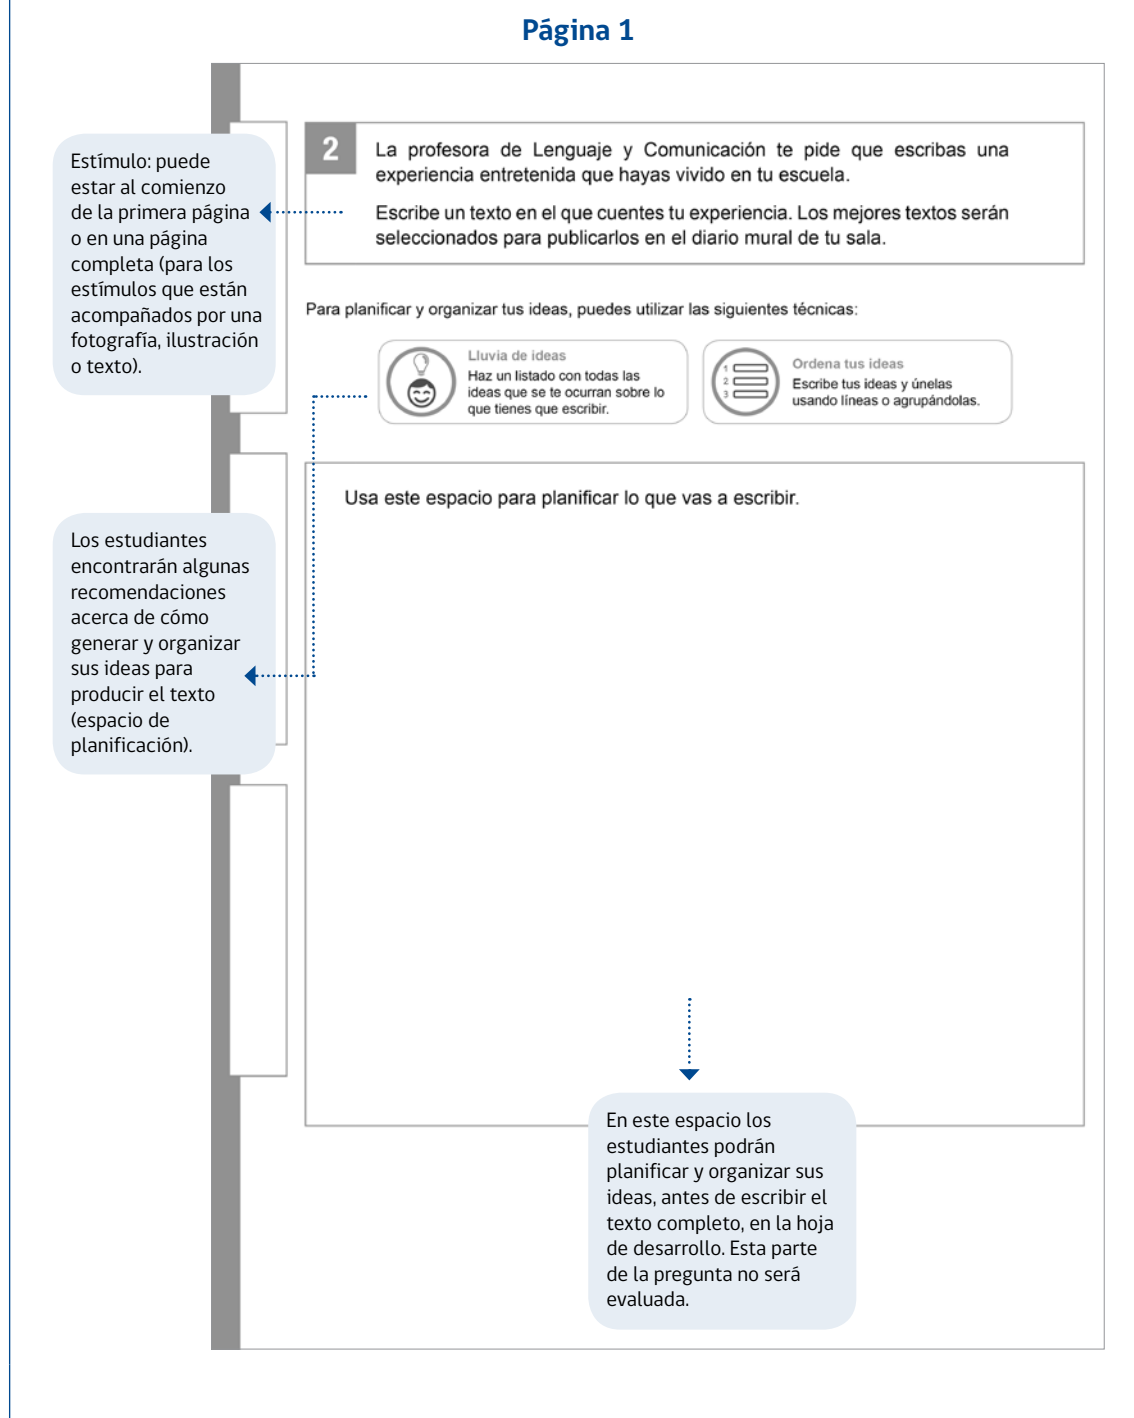 Página 1
Estímulo: puede
estar al comienzo
de la primera página
o en una página
completa (para los
estímulos que están
acompañados por una
fotografía, ilustración
o texto).
2
La profesora de Lenguaje y Comunicación te pide que escribas una
experiencia entretenida que hayas vivido en tu escuela.
Escribe un texto en el que cuentes tu experiencia. Los mejores textos serán
seleccionados para publicarlos en el diario mural de tu sala.
Para planificar y organizar tus ideas, puedes utilizar las siguientes técnicas:
Lluvia de ideas
Haz un listado con todas las
ideas que se te ocurran sobre lo
que tienes que escribir.
1
2
3
Ordena tus ideas
Escribe tus ideas y únelas
usando líneas o agrupándolas.
Usa este espacio para planificar lo que vas a escribir.
Los estudiantes
encontrarán algunas
recomendaciones
acerca de cómo
generar y organizar
sus ideas para
producir el texto
(espacio de
planificación).
En este espacio los
estudiantes podrán
planificar y organizar sus
ideas, antes de escribir el
texto completo, en la hoja
de desarrollo. Esta parte
de la pregunta no será
evaluada.